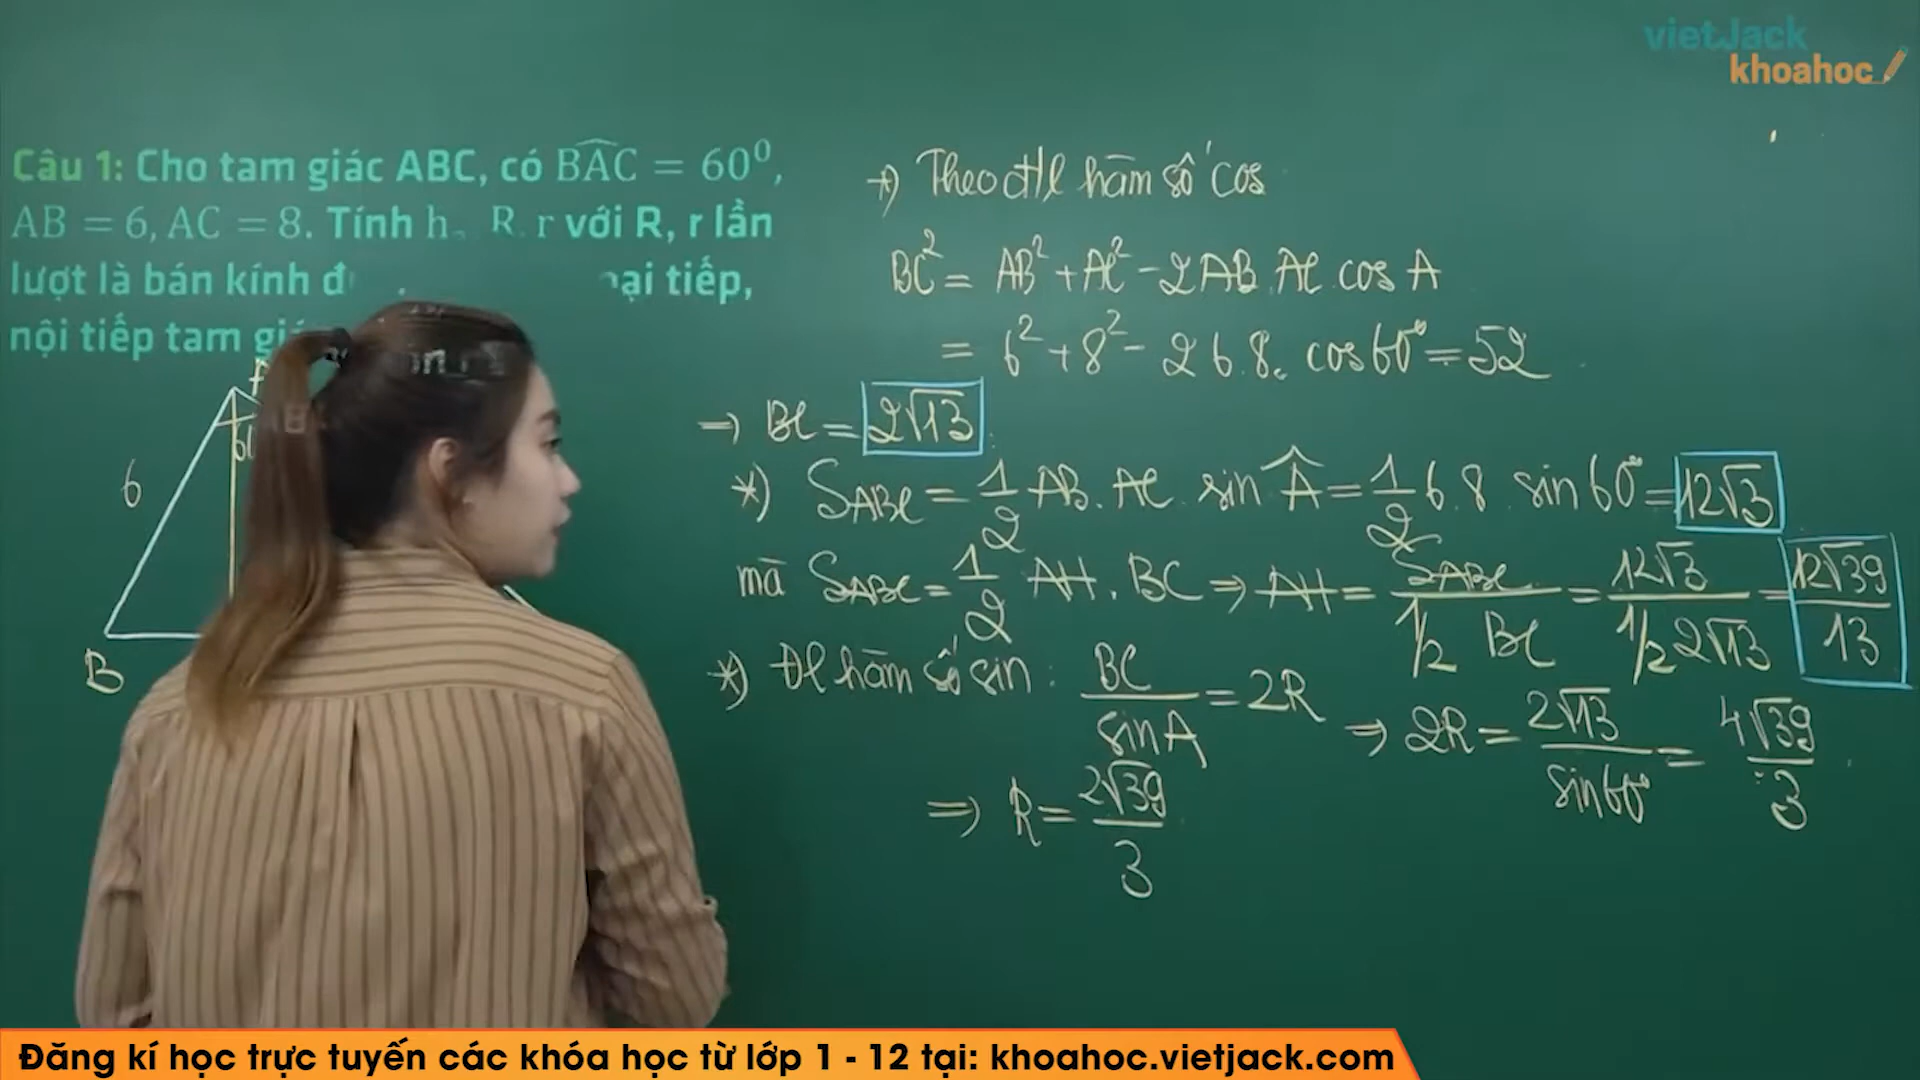 vietJack
khoahoc
Câu 1: Cho tam giác ABC, có $\widehat{BAC}$ = 60⁰,
AB = 6, AC = 8. Tính h R, r với R, r lần
lượt là bán kính tiếp,
nội tiếp tam
6
B
*) Theo đ/l hàm số cos
BC² = AB² + AC² - 2AB.AC.cos A
= 6² + 8² - 2 6.8. cos60° = 52
⇒ BC = 2√13
*) S_ABC = 1/2 AB.AC sin Â = 1/2 6.8 sin60° = 12√3
mà S_ABC = 1/2 AH.BC ⇒ AH = S_ABC / (1/2 BC) = 12√3 / (1/2 2√13) = 12√39 / 13
*) Đl hàm số sin: BC / sinA = 2R ⇒ 2R = 2√13 / sin60° = 4√39 / 3
⇒ R = 2√39 / 3
Đăng kí học trực tuyến các khóa học từ lớp 1 - 12 tại: khoahoc.vietjack.com